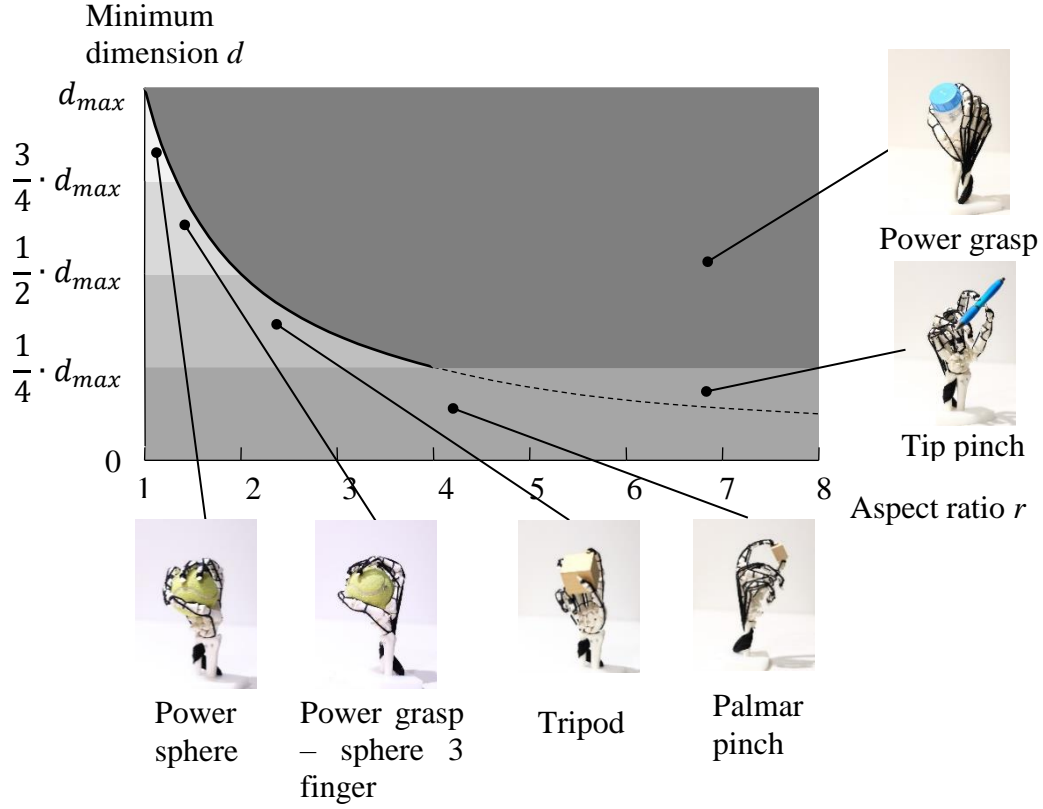 Minimum
dimension d
d_max
3/4 · d_max
1/2 · d_max
1/4 · d_max
0
1 2 3 4 5 6 7 8
Aspect ratio r
Power grasp
Tip pinch
Power
sphere
Power grasp
– sphere 3
finger
Tripod
Palmar
pinch